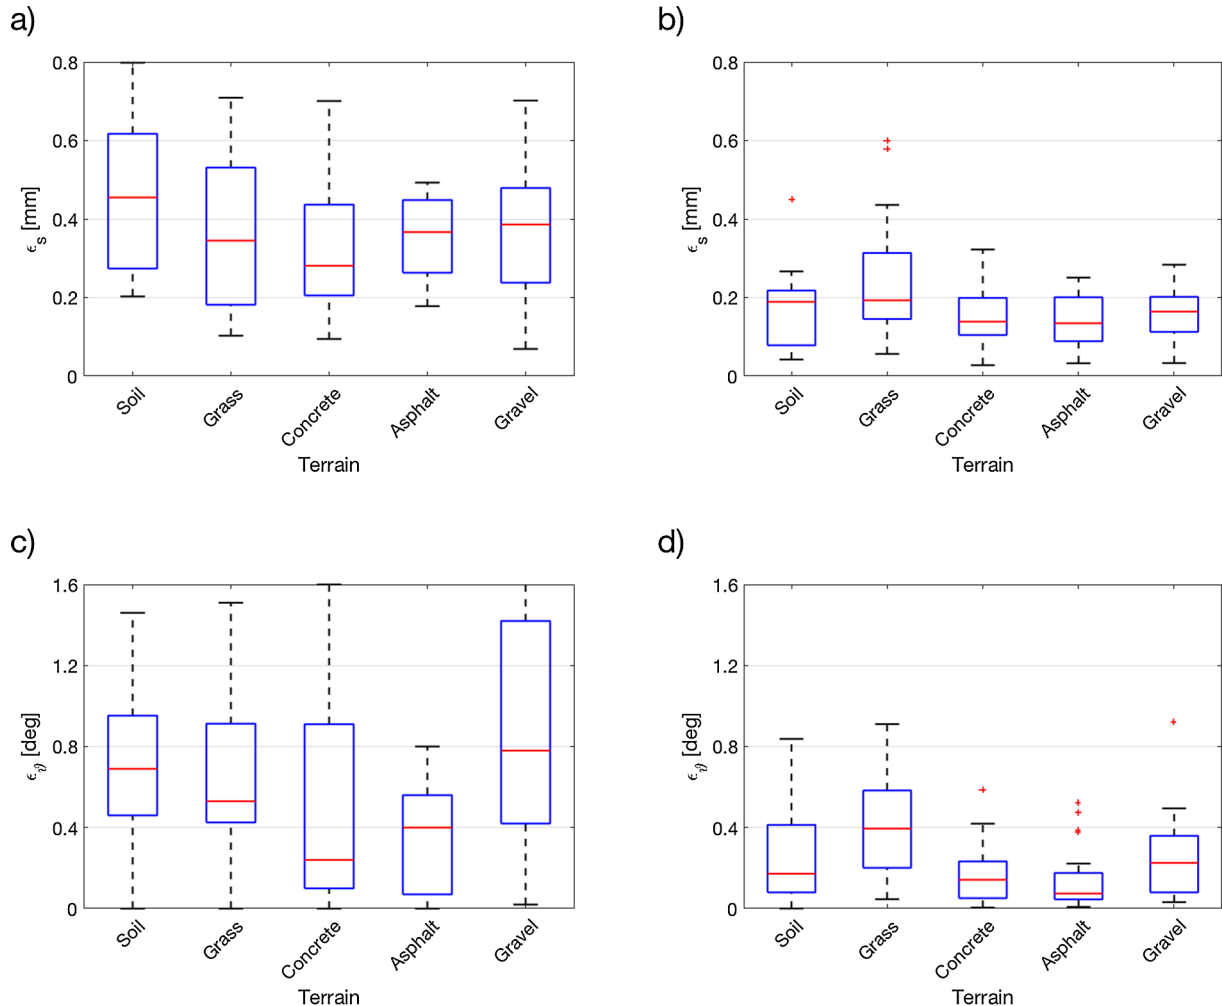 a)
0.8
0.6
0.4
0.2
0
ϵs [mm]
Soil
Grass
Concrete
Asphalt
Gravel
Terrain
b)
0.8
0.6
0.4
0.2
0
ϵs [mm]
Soil
Grass
Concrete
Asphalt
Gravel
Terrain
c)
1.6
1.2
0.8
0.4
0
ϵϑ [deg]
Soil
Grass
Concrete
Asphalt
Gravel
Terrain
d)
1.6
1.2
0.8
0.4
0
ϵϑ [deg]
Soil
Grass
Concrete
Asphalt
Gravel
Terrain